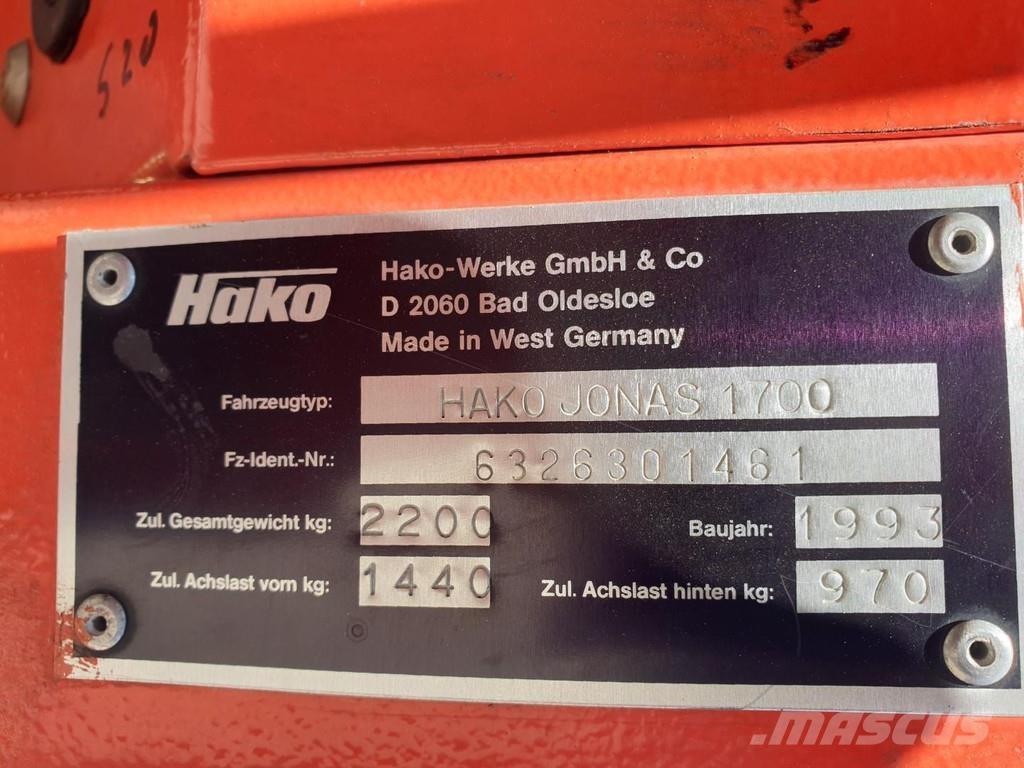 520
Hako
Hako-Werke GmbH & Co
D 2060 Bad Oldesloe
Made in West Germany
Fahrzeugtyp: HAKO JONAS 1700
Fz-Ident.-Nr.: 6326301461
Zul. Gesamtgewicht kg: 2200 Baujahr: 1993
Zul. Achslast vorn kg: 1440 Zul. Achslast hinten kg: 970
MASCUS